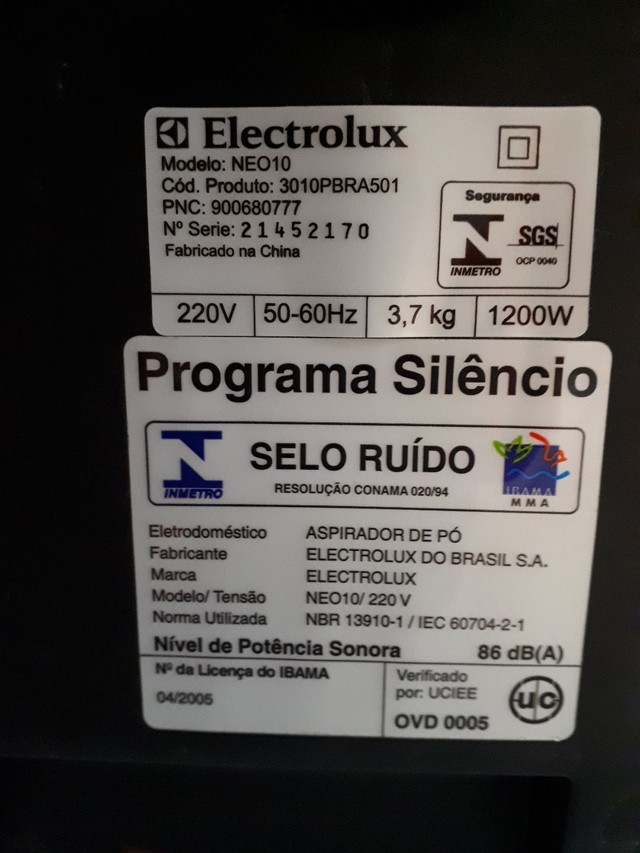 Electrolux
Modelo: NEO10
Cód. Produto: 3010PBRA501
PNC: 900680777
Nº Serie: 21452170
Fabricado na China
Segurança
INMETRO
SGS
OCP 0040
220V 50-60Hz 3,7 kg 1200W
Programa Silêncio
INMETRO
SELO RUÍDO
RESOLUÇÃO CONAMA 020/94
IBAMA
MMA
Eletrodoméstico ASPIRADOR DE PÓ
Fabricante ELECTROLUX DO BRASIL S.A.
Marca ELECTROLUX
Modelo/ Tensão NEO10/ 220 V
Norma Utilizada NBR 13910-1 / IEC 60704-2-1
Nível de Potência Sonora 86 dB(A)
Nº da Licença do IBAMA
04/2005
Verificado
por: UCIEE
OVD 0005
uc